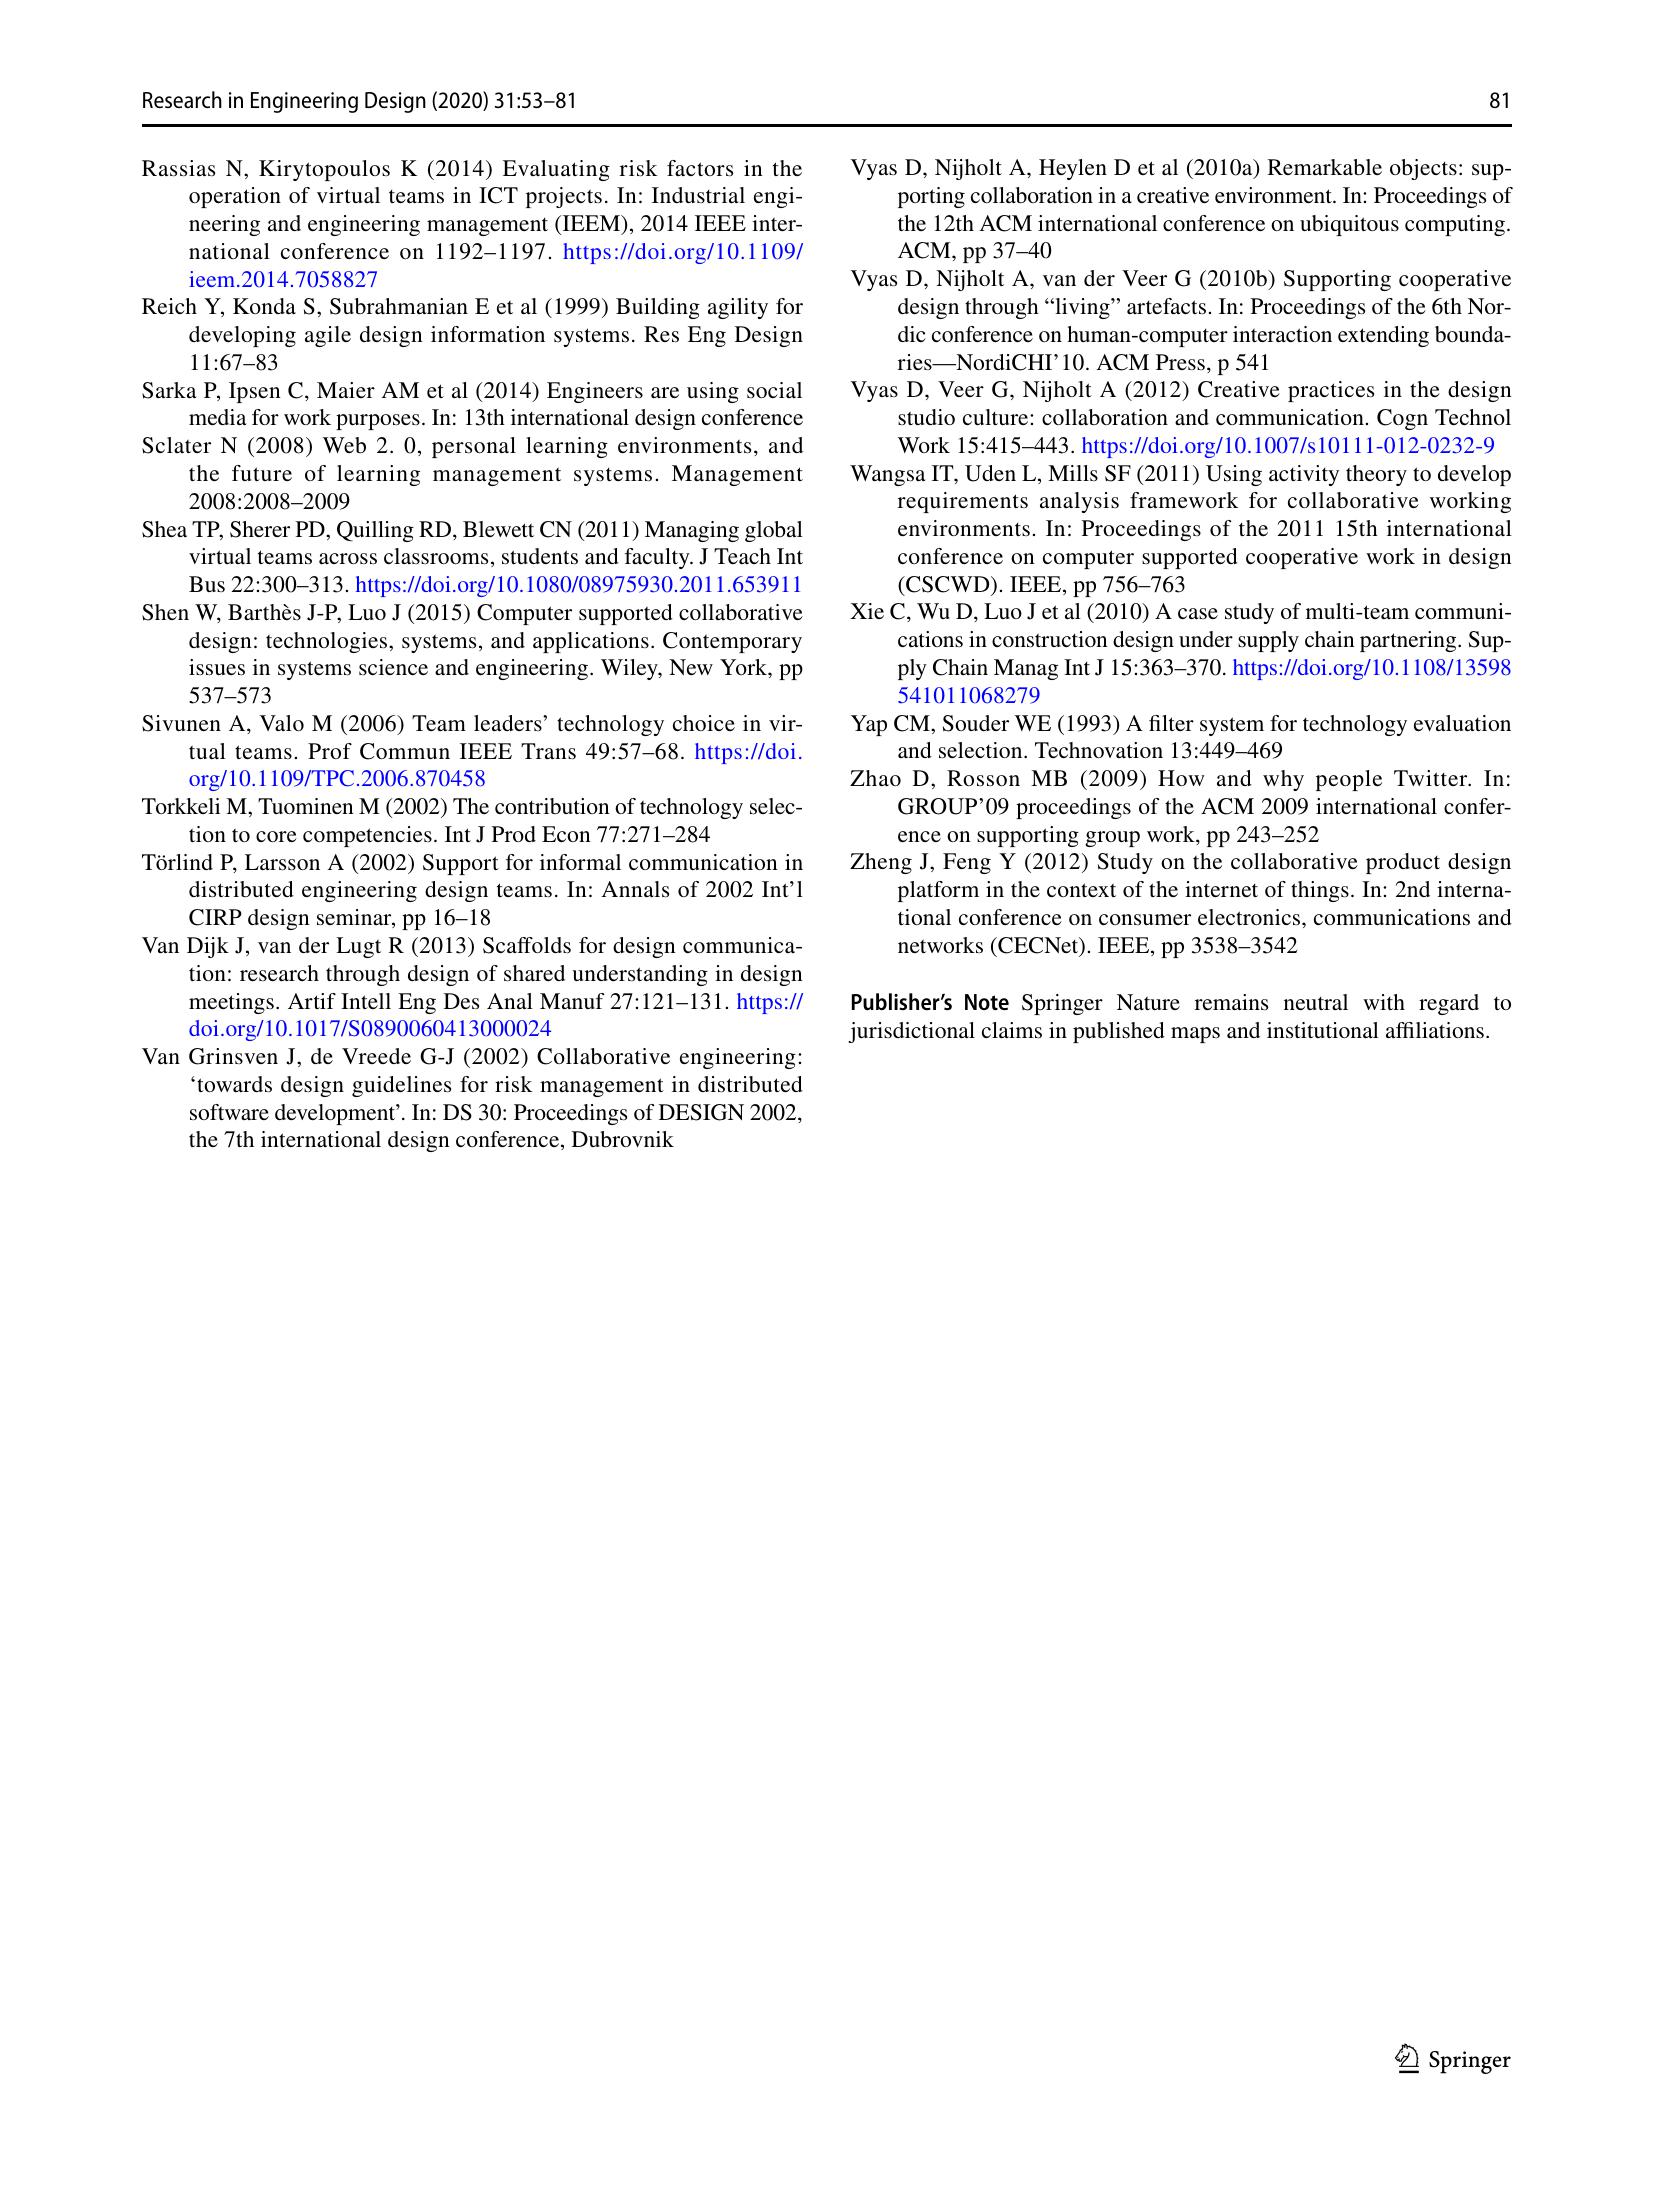 Research in Engineering Design (2020) 31:53–81
81
Rassias N, Kirytopoulos K (2014) Evaluating risk factors in the
operation of virtual teams in ICT projects. In: Industrial engi-
neering and engineering management (IEEM), 2014 IEEE inter-
national conference on 1192–1197. https://doi.org/10.1109/
ieem.2014.7058827
Reich Y, Konda S, Subrahmanian E et al (1999) Building agility for
developing agile design information systems. Res Eng Design
11:67–83
Sarka P, Ipsen C, Maier AM et al (2014) Engineers are using social
media for work purposes. In: 13th international design conference
Sclater N (2008) Web 2. 0, personal learning environments, and
the future of learning management systems. Management
2008:2008–2009
Shea TP, Sherer PD, Quilling RD, Blewett CN (2011) Managing global
virtual teams across classrooms, students and faculty. J Teach Int
Bus 22:300–313. https://doi.org/10.1080/08975930.2011.653911
Shen W, Barthès J-P, Luo J (2015) Computer supported collaborative
design: technologies, systems, and applications. Contemporary
issues in systems science and engineering. Wiley, New York, pp
537–573
Sivunen A, Valo M (2006) Team leaders’ technology choice in vir-
tual teams. Prof Commun IEEE Trans 49:57–68. https://doi.
org/10.1109/TPC.2006.870458
Torkkeli M, Tuominen M (2002) The contribution of technology selec-
tion to core competencies. Int J Prod Econ 77:271–284
Törlind P, Larsson A (2002) Support for informal communication in
distributed engineering design teams. In: Annals of 2002 Int’l
CIRP design seminar, pp 16–18
Van Dijk J, van der Lugt R (2013) Scaffolds for design communica-
tion: research through design of shared understanding in design
meetings. Artif Intell Eng Des Anal Manuf 27:121–131. https://
doi.org/10.1017/S0890060413000024
Van Grinsven J, de Vreede G-J (2002) Collaborative engineering:
‘towards design guidelines for risk management in distributed
software development’. In: DS 30: Proceedings of DESIGN 2002,
the 7th international design conference, Dubrovnik
Vyas D, Nijholt A, Heylen D et al (2010a) Remarkable objects: sup-
porting collaboration in a creative environment. In: Proceedings of
the 12th ACM international conference on ubiquitous computing.
ACM, pp 37–40
Vyas D, Nijholt A, van der Veer G (2010b) Supporting cooperative
design through “living” artefacts. In: Proceedings of the 6th Nor-
dic conference on human-computer interaction extending bounda-
ries—NordiCHI’10. ACM Press, p 541
Vyas D, Veer G, Nijholt A (2012) Creative practices in the design
studio culture: collaboration and communication. Cogn Technol
Work 15:415–443. https://doi.org/10.1007/s10111-012-0232-9
Wangsa IT, Uden L, Mills SF (2011) Using activity theory to develop
requirements analysis framework for collaborative working
environments. In: Proceedings of the 2011 15th international
conference on computer supported cooperative work in design
(CSCWD). IEEE, pp 756–763
Xie C, Wu D, Luo J et al (2010) A case study of multi-team communi-
cations in construction design under supply chain partnering. Sup-
ply Chain Manag Int J 15:363–370. https://doi.org/10.1108/13598
541011068279
Yap CM, Souder WE (1993) A filter system for technology evaluation
and selection. Technovation 13:449–469
Zhao D, Rosson MB (2009) How and why people Twitter. In:
GROUP’09 proceedings of the ACM 2009 international confer-
ence on supporting group work, pp 243–252
Zheng J, Feng Y (2012) Study on the collaborative product design
platform in the context of the internet of things. In: 2nd interna-
tional conference on consumer electronics, communications and
networks (CECNet). IEEE, pp 3538–3542
Publisher’s Note Springer Nature remains neutral with regard to
jurisdictional claims in published maps and institutional affiliations.
Springer